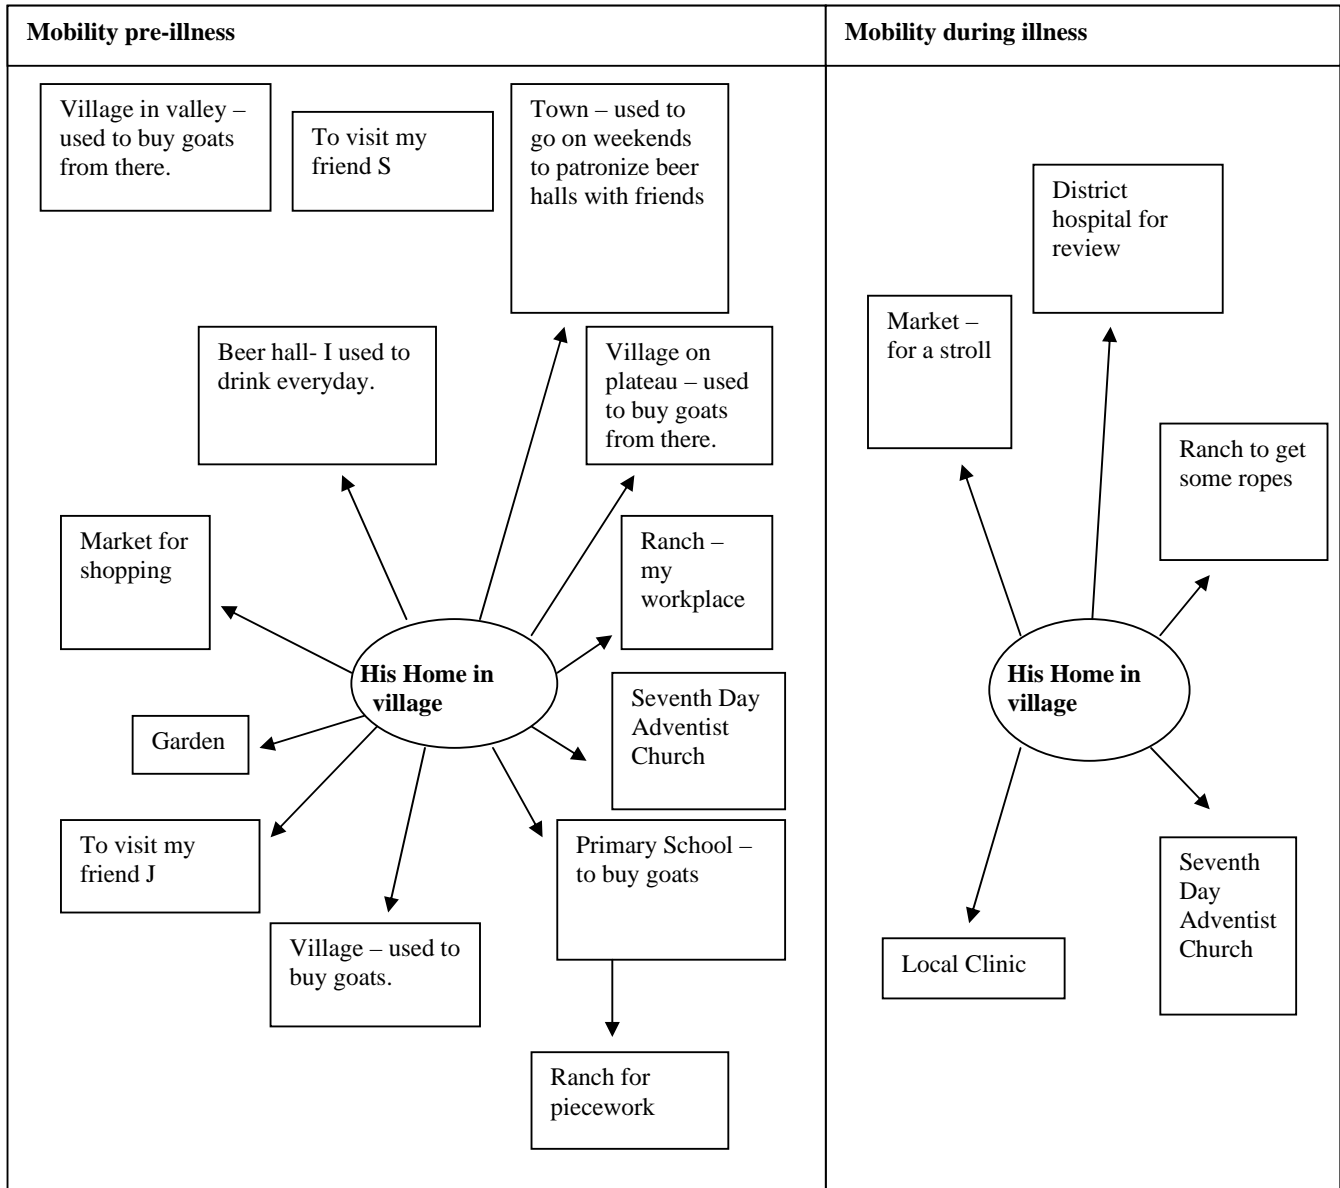 Mobility pre-illness
Mobility during illness
Village in valley –
used to buy goats
from there.
To visit my
friend S
Town – used to
go on weekends
to patronize beer
halls with friends
Beer hall- I used to
drink everyday.
Village on
plateau – used
to buy goats
from there.
Market for
shopping
Ranch –
my
workplace
His Home in
village
Garden
Seventh Day
Adventist
Church
To visit my
friend J
Primary School –
to buy goats
Village – used to
buy goats.
Ranch for
piecework
District
hospital for
review
Market –
for a stroll
Ranch to get
some ropes
His Home in
village
Local Clinic
Seventh
Day
Adventist
Church